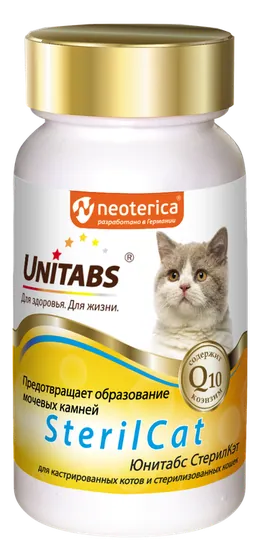 neoterica®
разработано в Германии
UNITABS®
Для здоровья. Для жизни.
содержит
Q10
коэнзим
Предотвращает образование
мочевых камней
SterilCat
Юнитабс СтерилКэт
для кастрированных котов и стерилизованных кошек